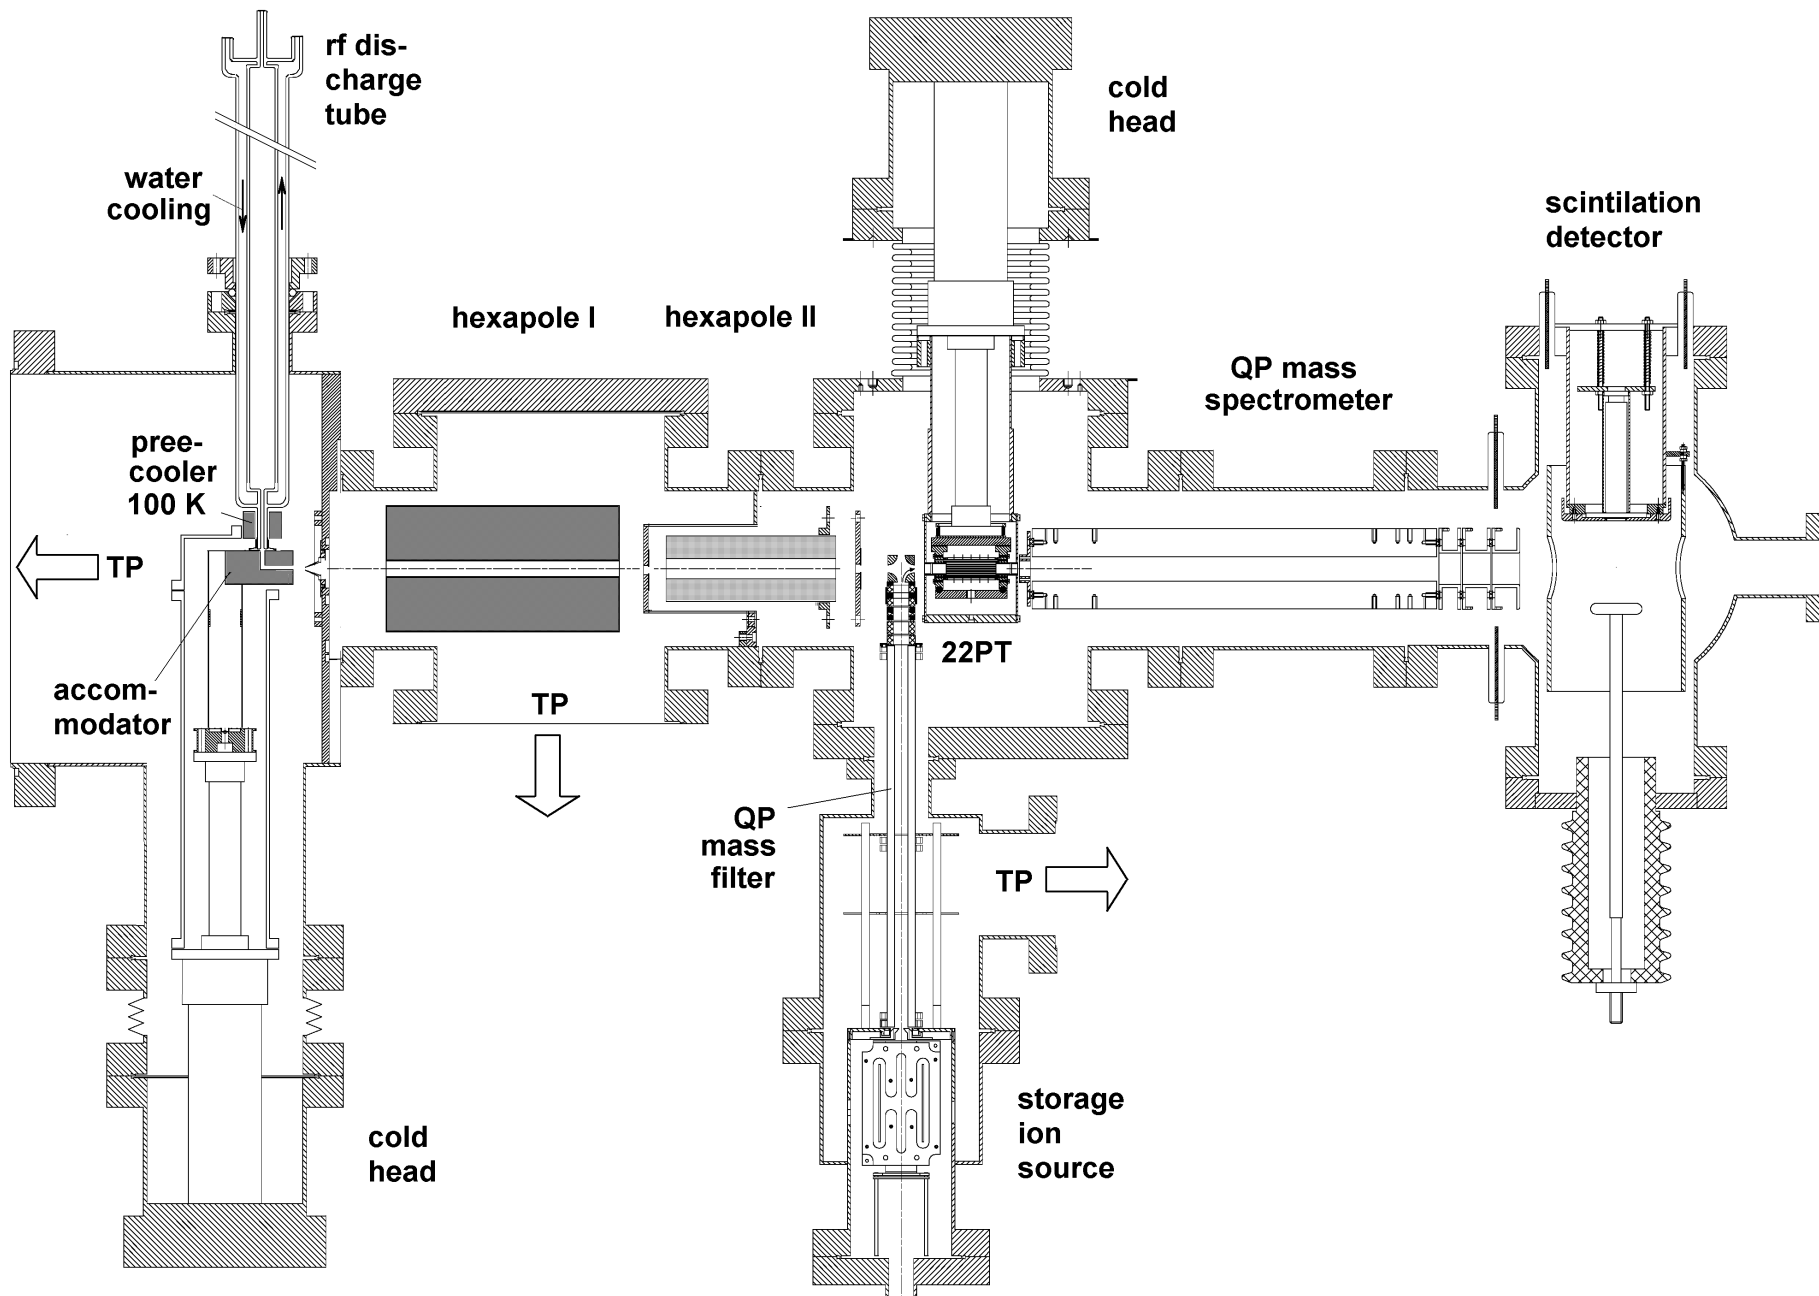 rf dis-
charge
tube
cold
head
water
cooling
scintilation
detector
hexapole I
hexapole II
QP mass
spectrometer
pree-
cooler
100 K
TP
22PT
accom-
modator
TP
QP
mass
filter
TP
storage
ion
source
cold
head